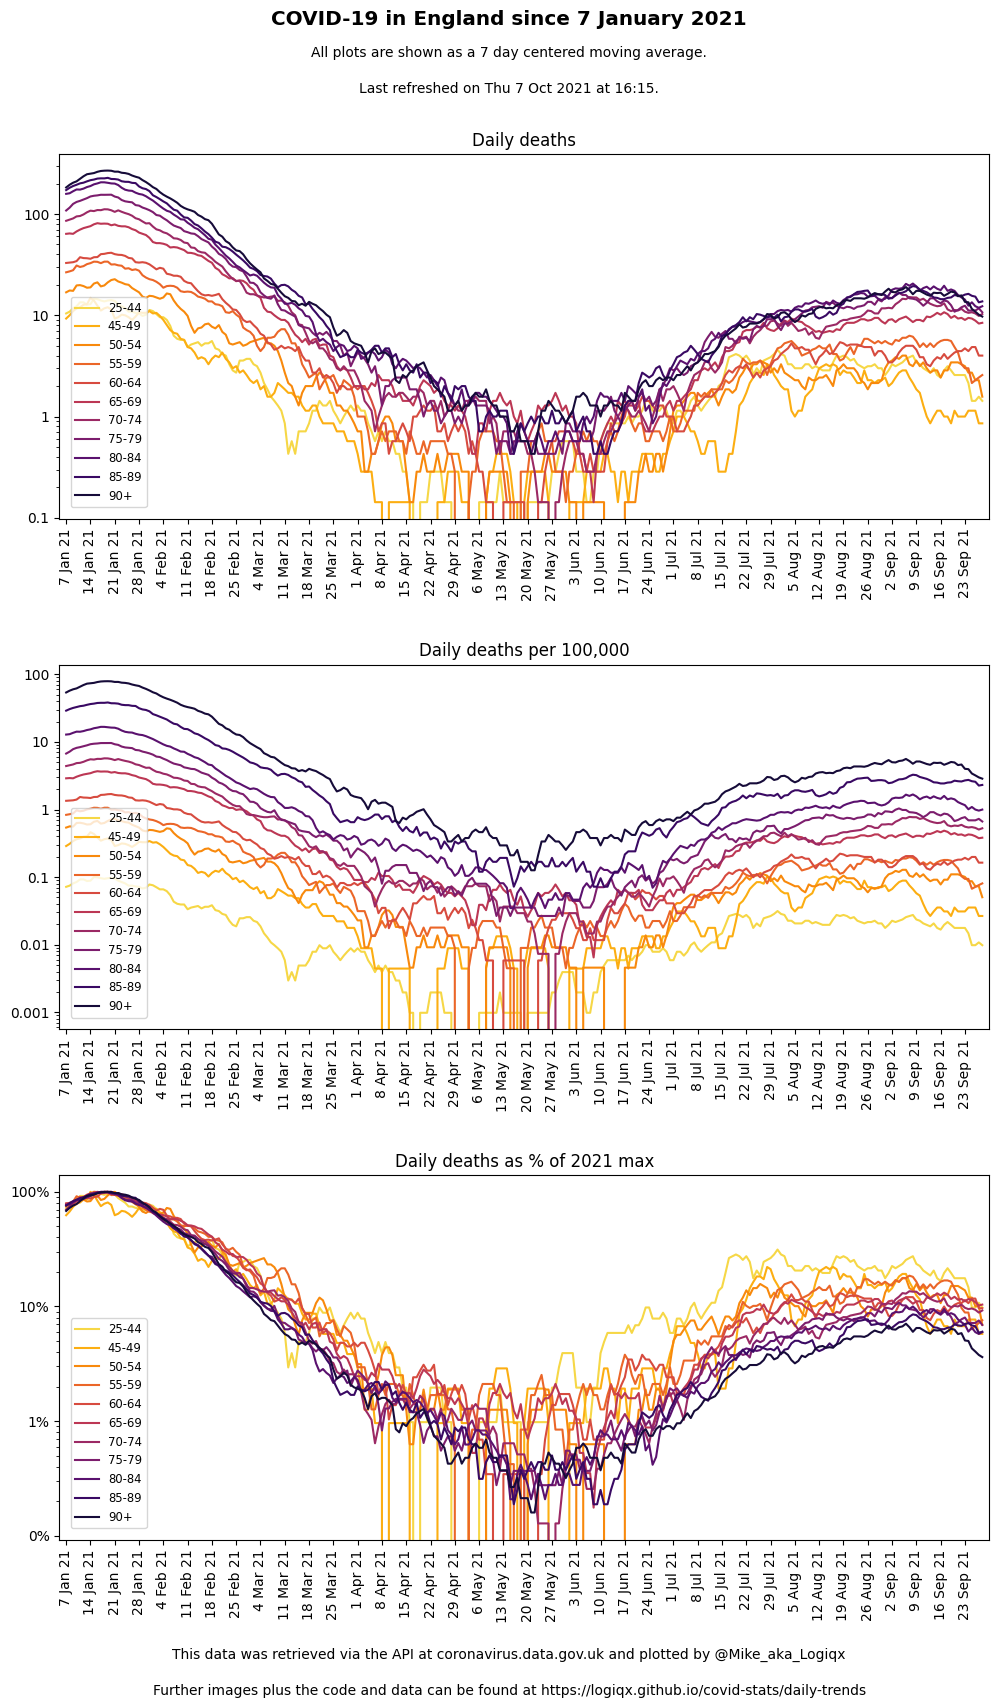 COVID-19 in England since 7 January 2021
All plots are shown as a 7 day centered moving average.
Last refreshed on Thu 7 Oct 2021 at 16:15.
Daily deaths
100
10
1
0.1
25-44
45-49
50-54
55-59
60-64
65-69
70-74
75-79
80-84
85-89
90+
7 Jan 21
14 Jan 21
21 Jan 21
28 Jan 21
4 Feb 21
11 Feb 21
18 Feb 21
25 Feb 21
4 Mar 21
11 Mar 21
18 Mar 21
25 Mar 21
1 Apr 21
8 Apr 21
15 Apr 21
22 Apr 21
29 Apr 21
6 May 21
13 May 21
20 May 21
27 May 21
3 Jun 21
10 Jun 21
17 Jun 21
24 Jun 21
1 Jul 21
8 Jul 21
15 Jul 21
22 Jul 21
29 Jul 21
5 Aug 21
12 Aug 21
19 Aug 21
26 Aug 21
2 Sep 21
9 Sep 21
16 Sep 21
23 Sep 21
Daily deaths per 100,000
100
10
1
0.1
0.01
0.001
25-44
45-49
50-54
55-59
60-64
65-69
70-74
75-79
80-84
85-89
90+
7 Jan 21
14 Jan 21
21 Jan 21
28 Jan 21
4 Feb 21
11 Feb 21
18 Feb 21
25 Feb 21
4 Mar 21
11 Mar 21
18 Mar 21
25 Mar 21
1 Apr 21
8 Apr 21
15 Apr 21
22 Apr 21
29 Apr 21
6 May 21
13 May 21
20 May 21
27 May 21
3 Jun 21
10 Jun 21
17 Jun 21
24 Jun 21
1 Jul 21
8 Jul 21
15 Jul 21
22 Jul 21
29 Jul 21
5 Aug 21
12 Aug 21
19 Aug 21
26 Aug 21
2 Sep 21
9 Sep 21
16 Sep 21
23 Sep 21
Daily deaths as % of 2021 max
100%
10%
1%
0%
25-44
45-49
50-54
55-59
60-64
65-69
70-74
75-79
80-84
85-89
90+
7 Jan 21
14 Jan 21
21 Jan 21
28 Jan 21
4 Feb 21
11 Feb 21
18 Feb 21
25 Feb 21
4 Mar 21
11 Mar 21
18 Mar 21
25 Mar 21
1 Apr 21
8 Apr 21
15 Apr 21
22 Apr 21
29 Apr 21
6 May 21
13 May 21
20 May 21
27 May 21
3 Jun 21
10 Jun 21
17 Jun 21
24 Jun 21
1 Jul 21
8 Jul 21
15 Jul 21
22 Jul 21
29 Jul 21
5 Aug 21
12 Aug 21
19 Aug 21
26 Aug 21
2 Sep 21
9 Sep 21
16 Sep 21
23 Sep 21
This data was retrieved via the API at coronavirus.data.gov.uk and plotted by @Mike_aka_Logiqx
Further images plus the code and data can be found at https://logiqx.github.io/covid-stats/daily-trends